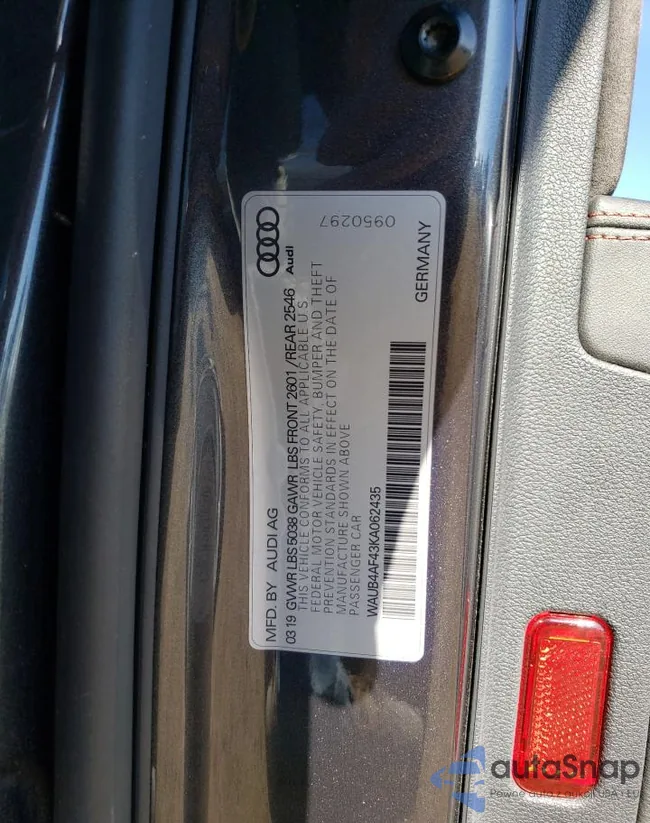 MFD. BY AUDI AG
Audi
03 19 GVWR LBS 5038 GAWR LBS FRONT 2601 / REAR 2546
THIS VEHICLE CONFORMS TO ALL APPLICABLE U S
FEDERAL MOTOR VEHICLE SAFETY, BUMPER AND THEFT
PREVENTION STANDARDS IN EFFECT ON THE DATE OF
MANUFACTURE SHOWN ABOVE
PASSENGER CAR
WAUB4AF43KA062435
GERMANY
0950297
autoSnap